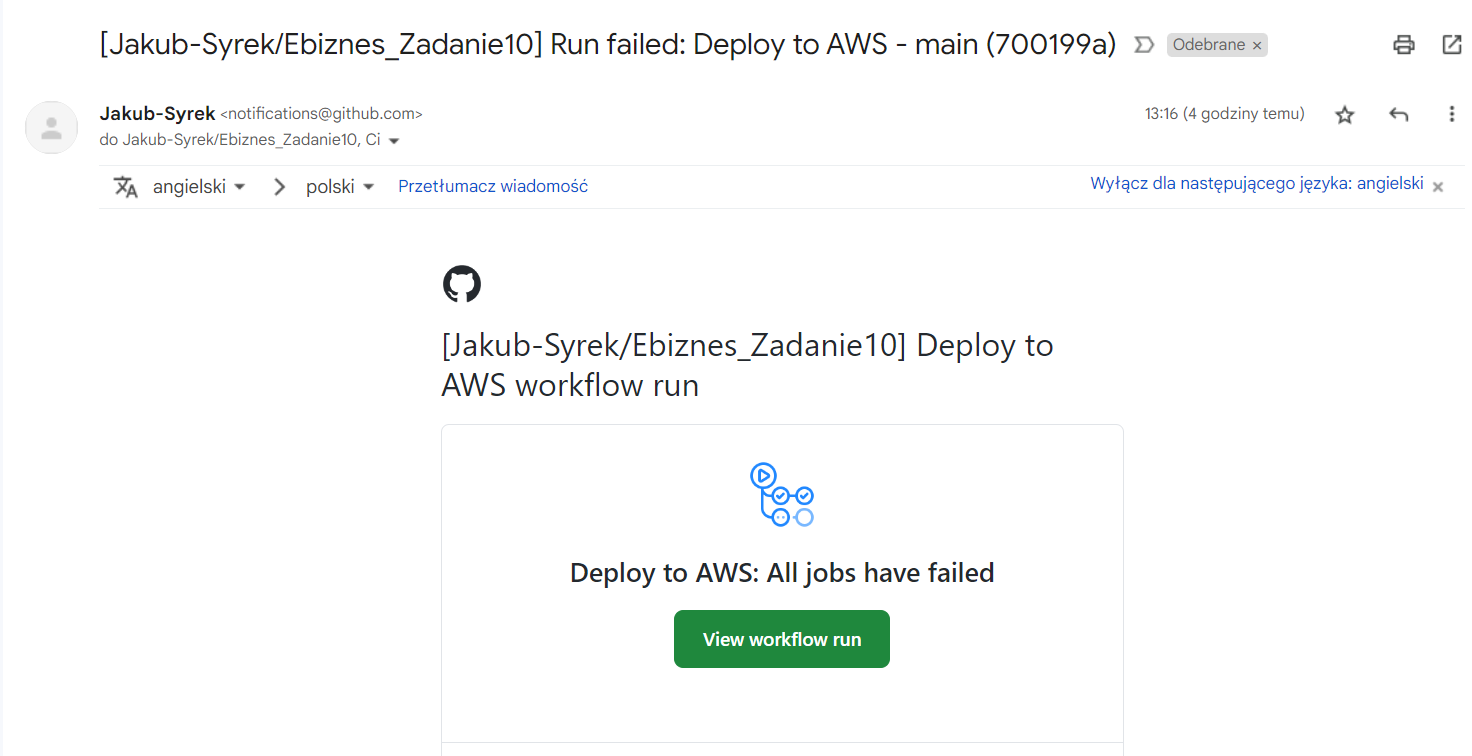 [Jakub-Syrek/Ebiznes_Zadanie10] Run failed: Deploy to AWS - main (700199a) Odebrane ×
Jakub-Syrek <notifications@github.com> 13:16 (4 godziny temu)
do Jakub-Syrek/Ebiznes_Zadanie10, Ci
angielski > polski Przetłumacz wiadomość Wyłącz dla następującego języka: angielski ×
[Jakub-Syrek/Ebiznes_Zadanie10] Deploy to
AWS workflow run
Deploy to AWS: All jobs have failed
View workflow run